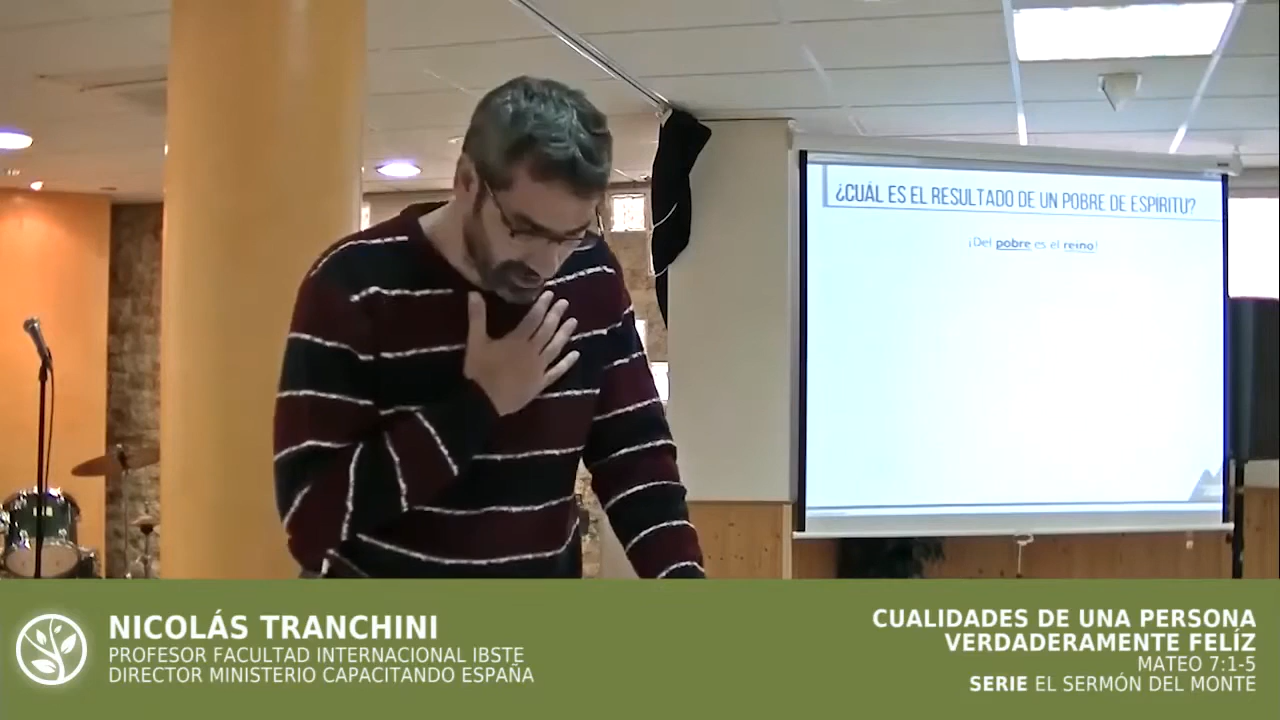 ¿CUÁL ES EL RESULTADO DE UN POBRE DE ESPÍRITU?
¡Del pobre es el reino!
NICOLÁS TRANCHINI
PROFESOR FACULTAD INTERNACIONAL IBSTE
DIRECTOR MINISTERIO CAPACITANDO ESPAÑA
CUALIDADES DE UNA PERSONA
VERDADERAMENTE FELÍZ
MATEO 7:1-5
SERIE EL SERMÓN DEL MONTE